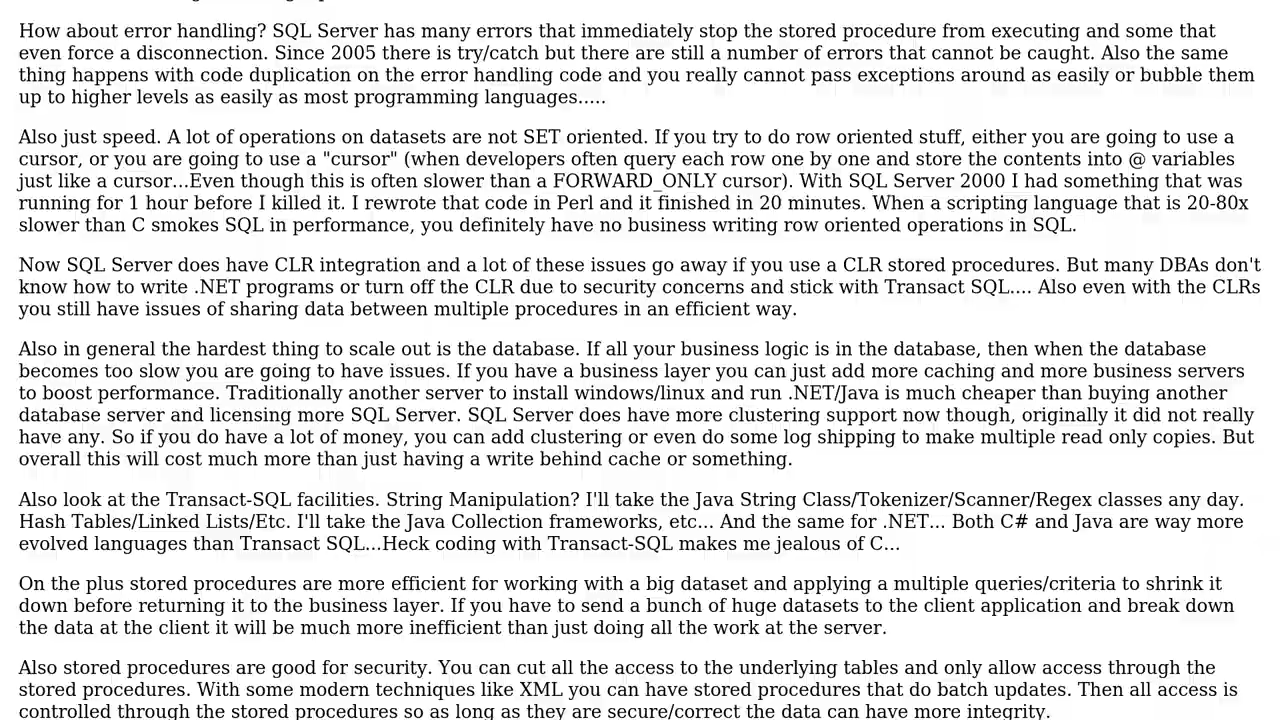 How about error handling? SQL Server has many errors that immediately stop the stored procedure from executing and some that
even force a disconnection. Since 2005 there is try/catch but there are still a number of errors that cannot be caught. Also the same
thing happens with code duplication on the error handling code and you really cannot pass exceptions around as easily or bubble them
up to higher levels as easily as most programming languages.....
Also just speed. A lot of operations on datasets are not SET oriented. If you try to do row oriented stuff, either you are going to use a
cursor, or you are going to use a "cursor" (when developers often query each row one by one and store the contents into @ variables
just like a cursor...Even though this is often slower than a FORWARD_ONLY cursor). With SQL Server 2000 I had something that was
running for 1 hour before I killed it. I rewrote that code in Perl and it finished in 20 minutes. When a scripting language that is 20-80x
slower than C smokes SQL in performance, you definitely have no business writing row oriented operations in SQL.
Now SQL Server does have CLR integration and a lot of these issues go away if you use a CLR stored procedures. But many DBAs don't
know how to write .NET programs or turn off the CLR due to security concerns and stick with Transact SQL.... Also even with the CLRs
you still have issues of sharing data between multiple procedures in an efficient way.
Also in general the hardest thing to scale out is the database. If all your business logic is in the database, then when the database
becomes too slow you are going to have issues. If you have a business layer you can just add more caching and more business servers
to boost performance. Traditionally another server to install windows/linux and run .NET/Java is much cheaper than buying another
database server and licensing more SQL Server. SQL Server does have more clustering support now though, originally it did not really
have any. So if you do have a lot of money, you can add clustering or even do some log shipping to make multiple read only copies. But
overall this will cost much more than just having a write behind cache or something.
Also look at the Transact-SQL facilities. String Manipulation? I'll take the Java String Class/Tokenizer/Scanner/Regex classes any day.
Hash Tables/Linked Lists/Etc. I'll take the Java Collection frameworks, etc... And the same for .NET... Both C# and Java are way more
evolved languages than Transact SQL...Heck coding with Transact-SQL makes me jealous of C...
On the plus stored procedures are more efficient for working with a big dataset and applying a multiple queries/criteria to shrink it
down before returning it to the business layer. If you have to send a bunch of huge datasets to the client application and break down
the data at the client it will be much more inefficient than just doing all the work at the server.
Also stored procedures are good for security. You can cut all the access to the underlying tables and only allow access through the
stored procedures. With some modern techniques like XML you can have stored procedures that do batch updates. Then all access is
controlled through the stored procedures so as long as they are secure/correct the data can have more integrity.